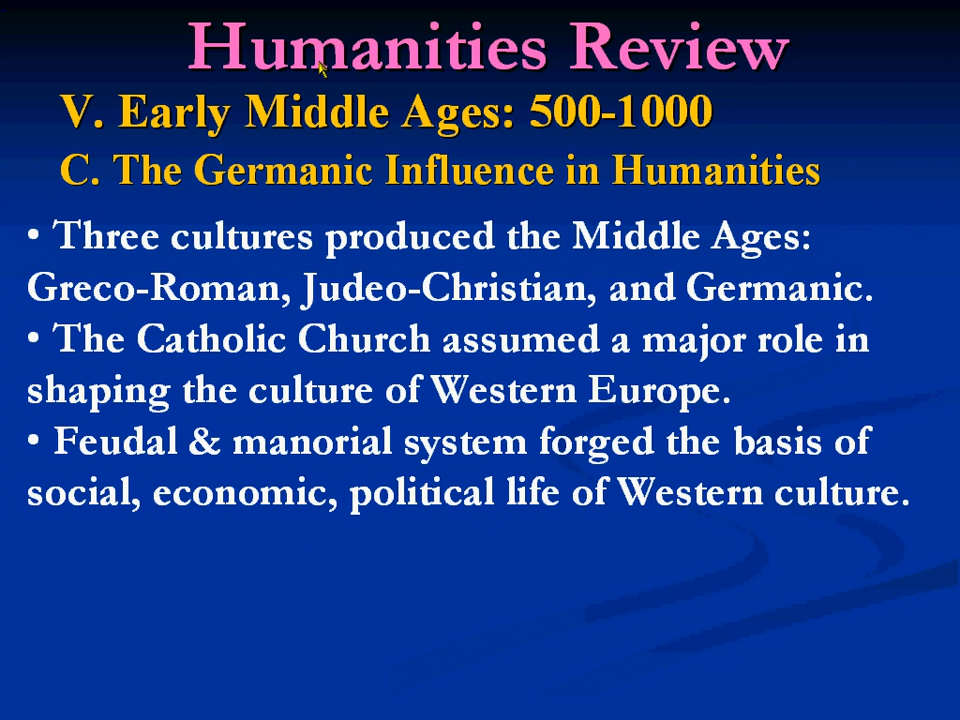 Humanities Review
V. Early Middle Ages: 500-1000
C. The Germanic Influence in Humanities
• Three cultures produced the Middle Ages:
Greco-Roman, Judeo-Christian, and Germanic.
• The Catholic Church assumed a major role in
shaping the culture of Western Europe.
• Feudal & manorial system forged the basis of
social, economic, political life of Western culture.